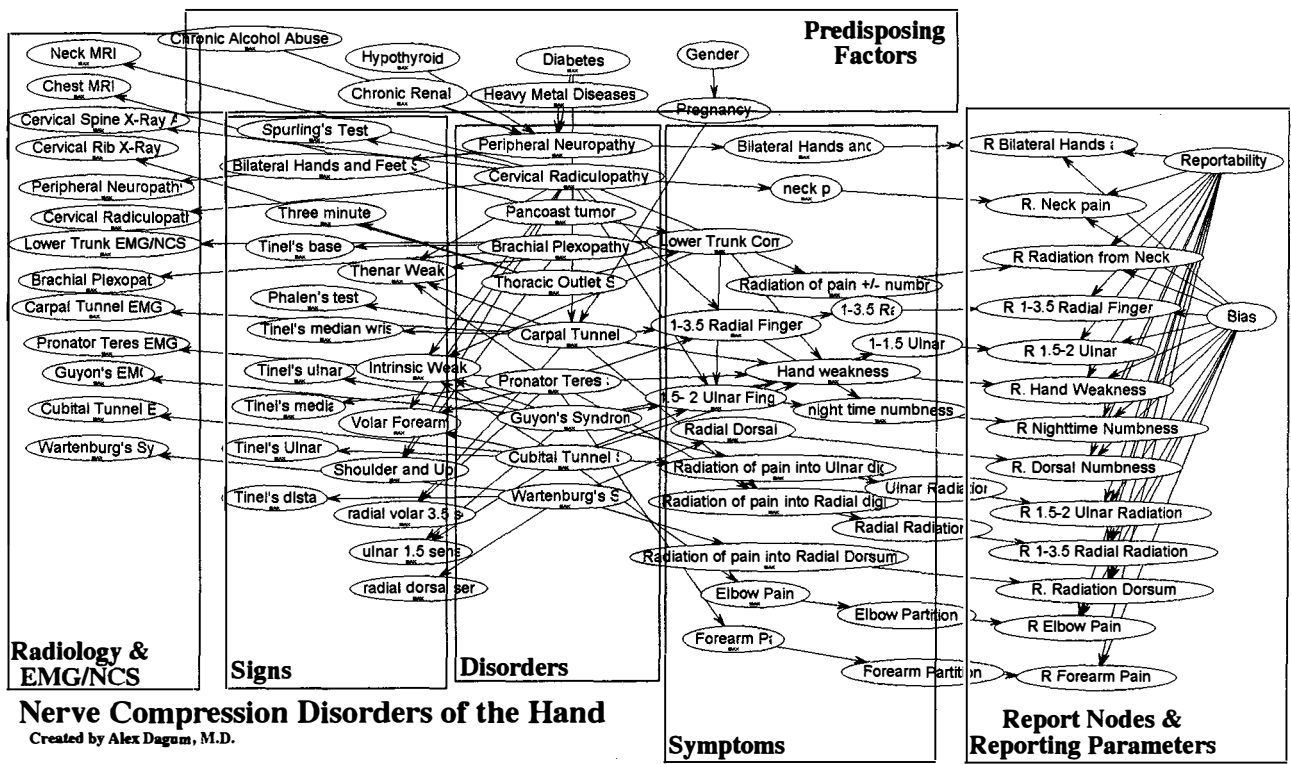 Predisposing
Factors
Chronic Alcohol Abuse
Hypothyroid
Diabetes
Gender
Chronic Renal
Heavy Metal Diseases
Pregnancy
Neck MRI
Chest MRI
Cervical Spine X-Ray A
Cervical Rib X-Ray
Peripheral Neuropath
Cervical Radiculopat
Lower Trunk EMG/NCS
Brachial Plexopat
Carpal Tunnel EMG
Pronator Teres EMG
Guyon's EM
Cubital Tunnel E
Wartenburg's Sy
Radiology &
EMG/NCS
Spurling's Test
Bilateral Hands and Feet S
Three minute
Tinel's base
Thenar Weak
Phalen's test
Tinel's median wris
Tinel's ulnar
Intrinsic Weak
Tinel's media
Volar Forearm
Tinel's Ulnar
Shoulder and Up
Tinel's dista
radial volar 3.5 s
ulnar 1.5 sens
radial dorsal ser
Signs
Peripheral Neuropathy
Cervical Radiculopathy
Pancoast tumor
Brachial Plexopathy
Thoracic Outlet S
Carpal Tunnel
Pronator Teres
Guyon's Syndrom
Cubital Tunnel S
Wartenburg's S
Disorders
Bilateral Hands and
neck p
Lower Trunk Com
Radiation of pain +/- numbr
1-3.5 Ra
1-3.5 Radial Finger
1-1.5 Ulnar
Hand weakness
1.5- 2 Ulnar Fing
night time numbness
Radial Dorsal
Radiation of pain into Ulnar dig
Ulnar Radiation
Radiation of pain into Radial dig
Radial Radiation
Radiation of pain into Radial Dorsum
Elbow Pain
Elbow Partition
Forearm Pa
Forearm Partition
Symptoms
R Bilateral Hands a
Reportability
R. Neck pain
R Radiation from Neck
R 1-3.5 Radial Finger
Bias
R 1.5-2 Ulnar
R. Hand Weakness
R Nighttime Numbness
R. Dorsal Numbness
R 1.5-2 Ulnar Radiation
R 1-3.5 Radial Radiation
R. Radiation Dorsum
R Elbow Pain
R Forearm Pain
Report Nodes &
Reporting Parameters
Nerve Compression Disorders of the Hand
Created by Alex Dagum, M.D.